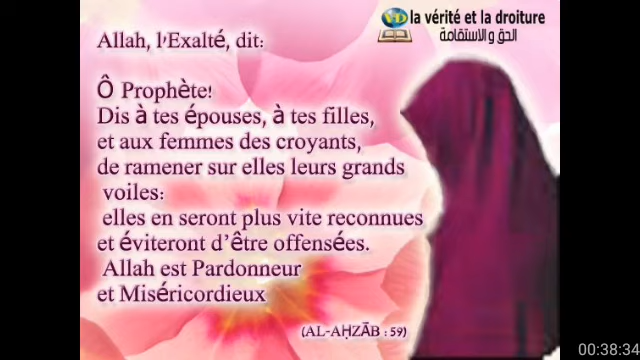 la vérité et la droiture
الحق والاستقامة
Allah, l'Exalté, dit:
Ô Prophète!
Dis à tes épouses, à tes filles,
et aux femmes des croyants,
de ramener sur elles leurs grands
voiles:
elles en seront plus vite reconnues
et éviteront d'être offensées.
Allah est Pardonneur
et Miséricordieux
(AL-AḤZĀB : 59)
00:38:34